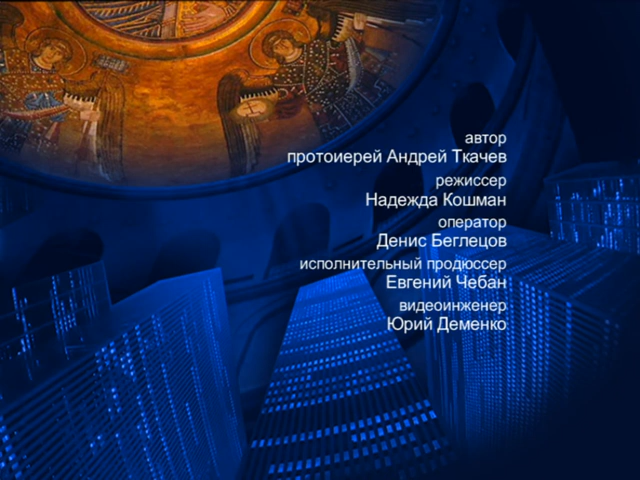 автор
протоиерей Андрей Ткачев
режиссер
Надежда Кошман
оператор
Денис Беглецов
исполнительный продюссер
Евгений Чебан
видеоинженер
Юрий Деменко